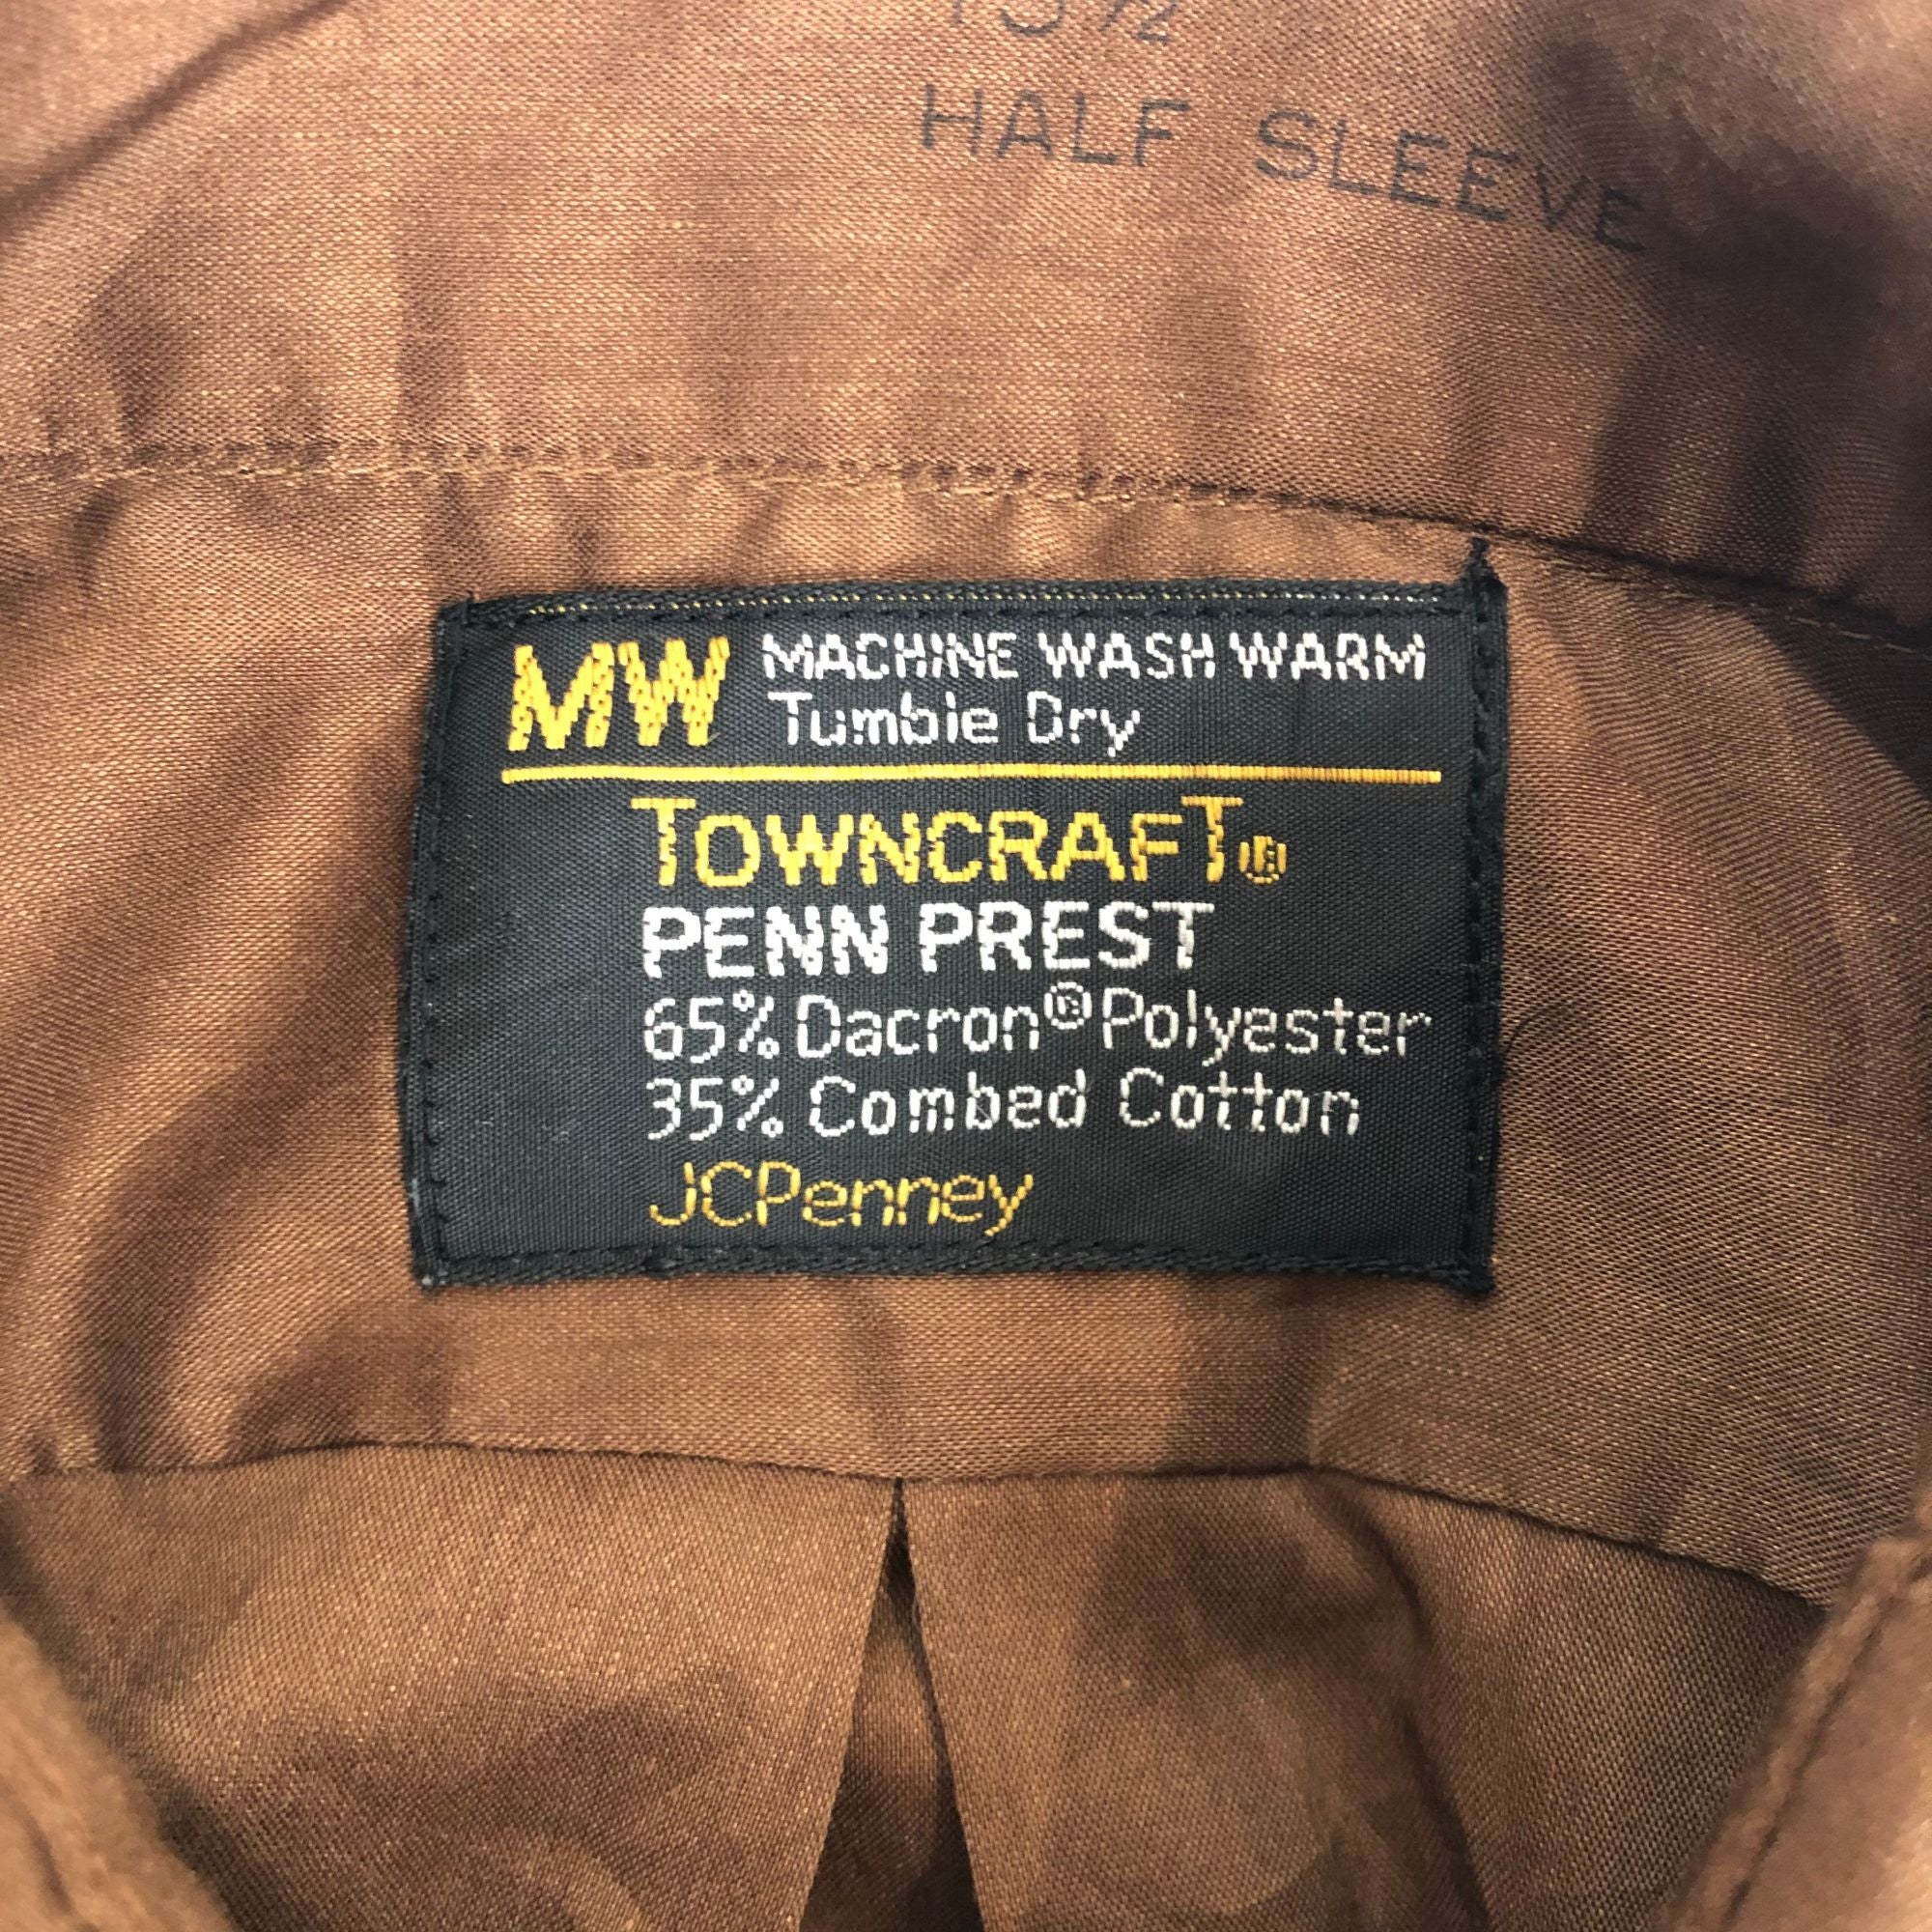 HALF SLEEVE
MW MACHINE WASH WARM
Tumble Dry
TOWNCRAFT®
PENN PREST
65% Dacron® Polyester
35% Combed Cotton
JCPenney